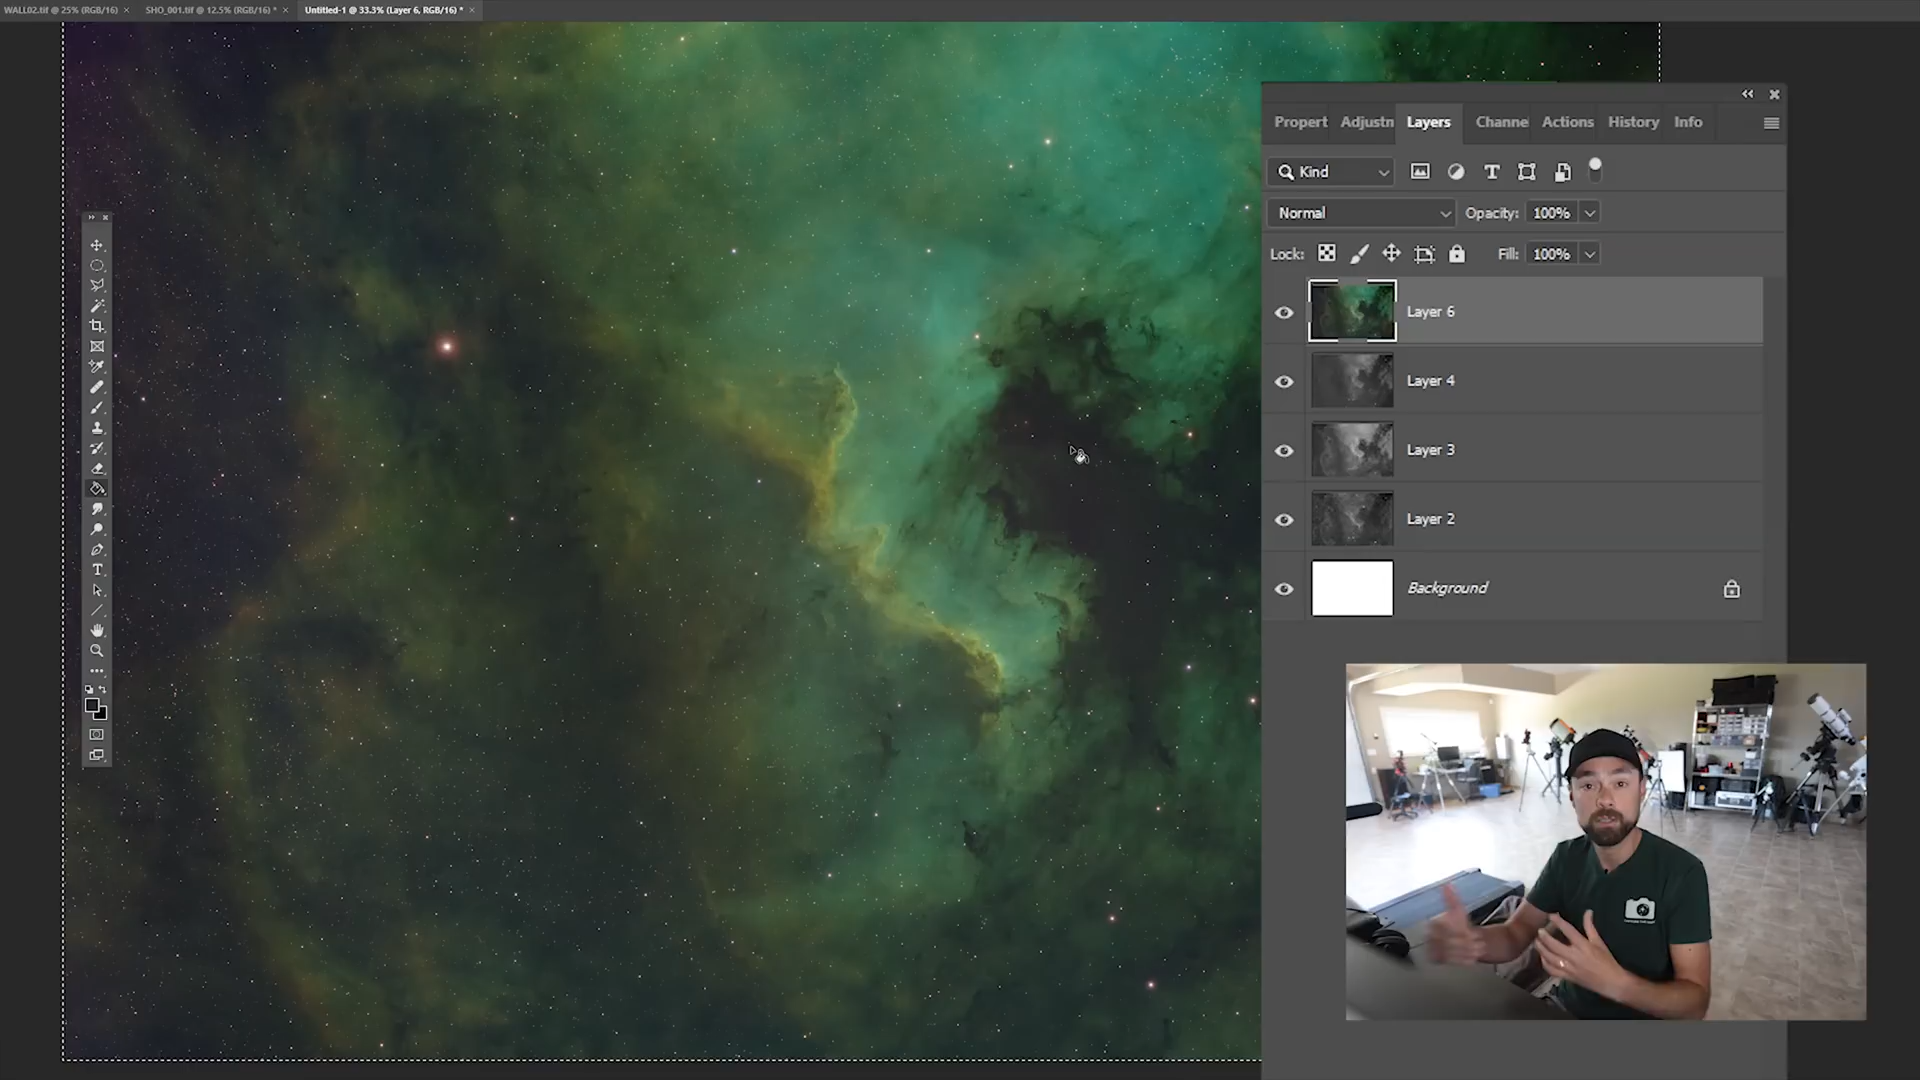 WALL02.tif @ 25% (RGB/16) ×
SHO_001.tif @ 12.5% (RGB/16) * ×
Untitled-1 @ 33.3% (Layer 6, RGB/16) * ×
Propert Adjustn Layers Channe Actions History Info
Kind
Normal Opacity: 100%
Lock: Fill: 100%
Layer 6
Layer 4
Layer 3
Layer 2
Background